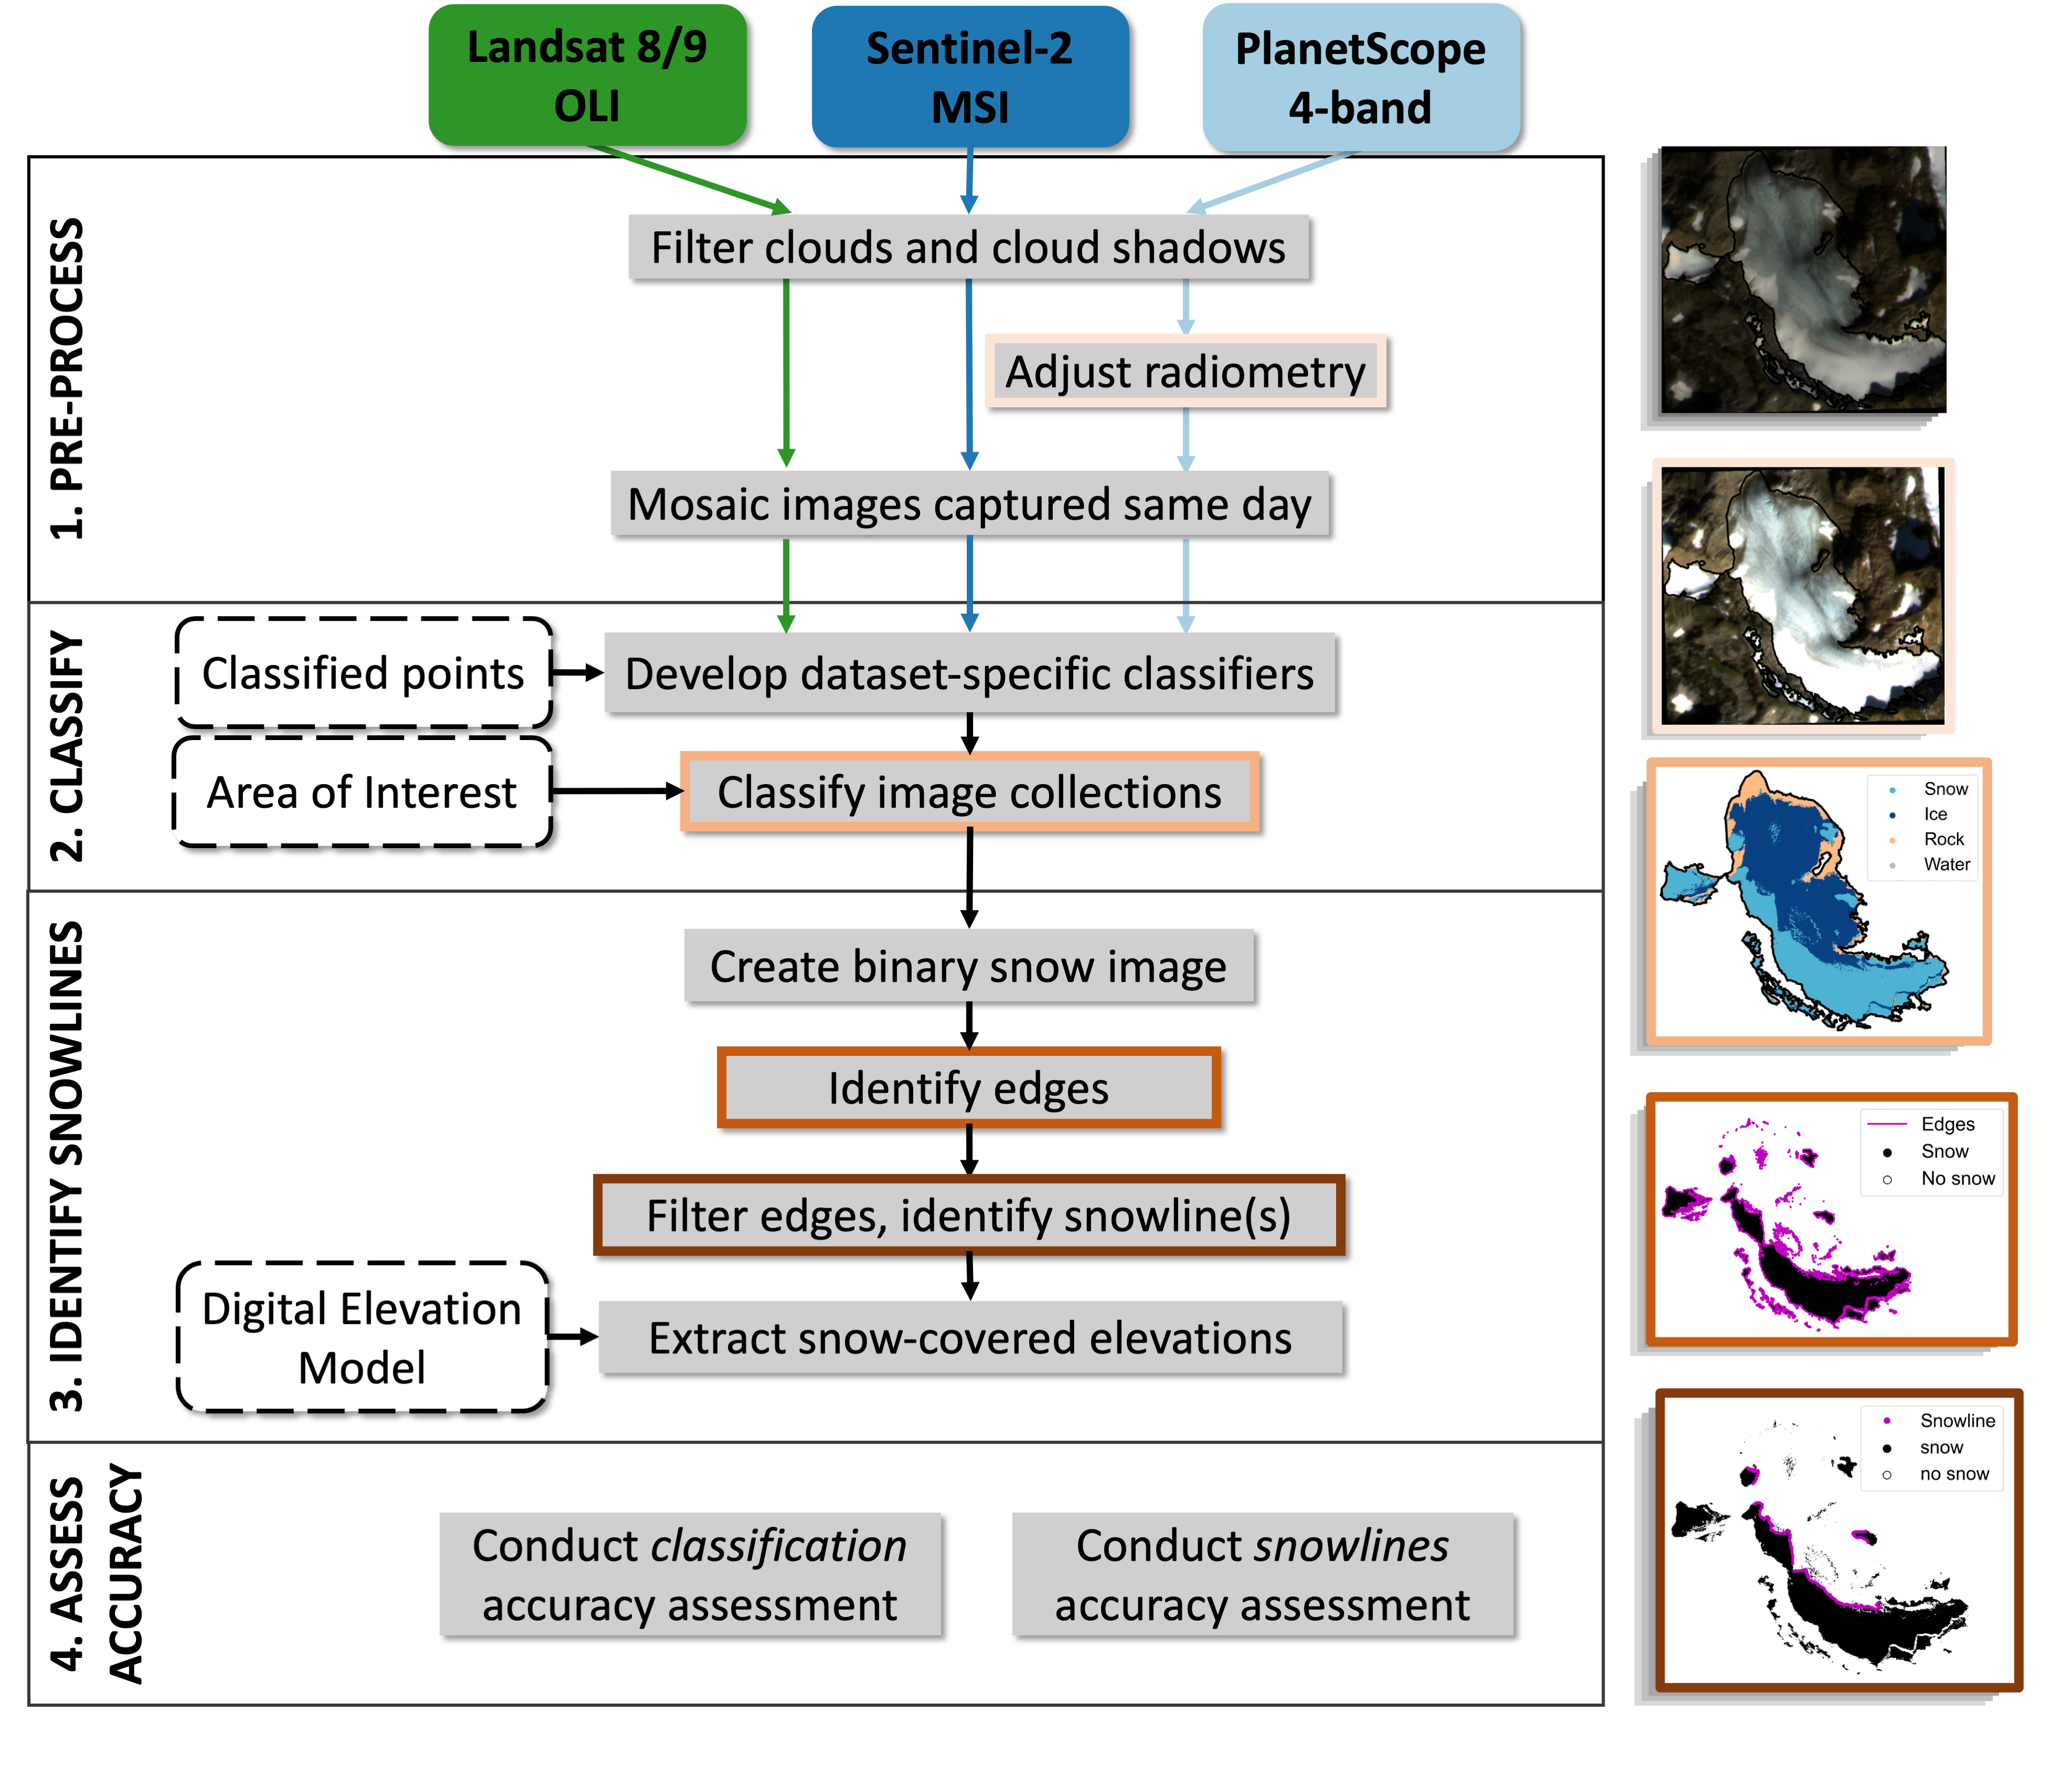 Landsat 8/9
OLI
Sentinel-2
MSI
PlanetScope
4-band
1. PRE-PROCESS
Filter clouds and cloud shadows
Adjust radiometry
Mosaic images captured same day
2. CLASSIFY
Classified points
Develop dataset-specific classifiers
Area of Interest
Classify image collections
Snow
Ice
Rock
Water
3. IDENTIFY SNOWLINES
Create binary snow image
Identify edges
Filter edges, identify snowline(s)
Digital Elevation
Model
Extract snow-covered elevations
Edges
Snow
No snow
4. ASSESS
ACCURACY
Conduct classification
accuracy assessment
Conduct snowlines
accuracy assessment
Snowline
snow
no snow